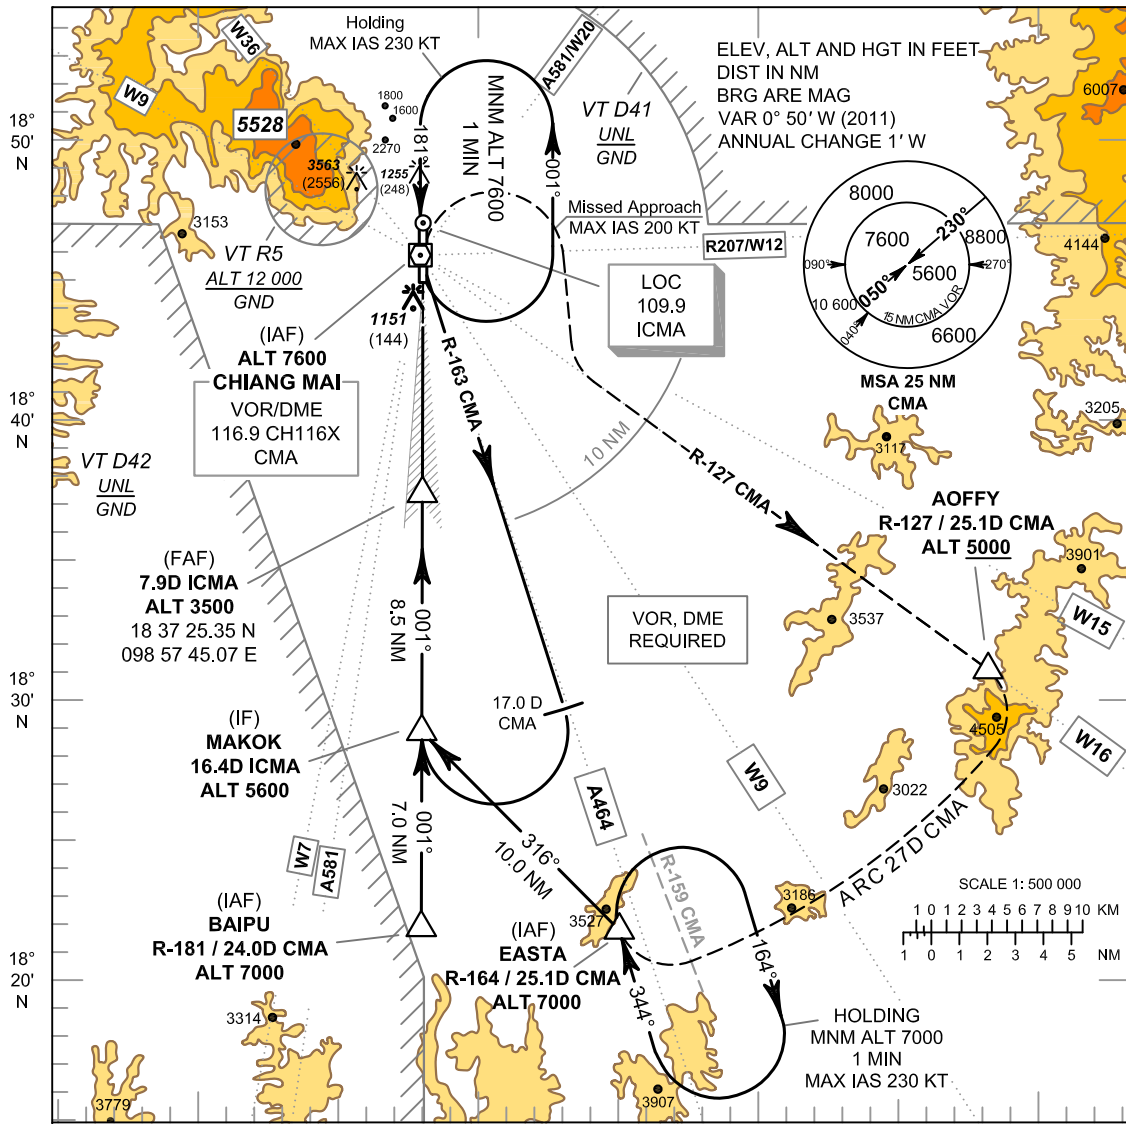 Holding
MAX IAS 230 KT
W36
W9
A581/W20
ELEV, ALT AND HGT IN FEET
DIST IN NM
BRG ARE MAG
VAR 0° 50' W (2011)
ANNUAL CHANGE 1' W
VT D41
UNL
GND
6007
18°
50'
N
5528
1800
1600
2270
3563
(2556)
1255
(248)
181°
MNM ALT 7600
1 MIN
001°
3153
VT R5
ALT 12 000
GND
Missed Approach
MAX IAS 200 KT
R207/W12
8000
7600
8800
5600
10 600
6600
230°
050°
090°
270°
040°
15 NM CMA VOR
MSA 25 NM
CMA
4144
LOC
109.9
ICMA
1151
(144)
(IAF)
ALT 7600
CHIANG MAI
VOR/DME
116.9 CH116X
CMA
R-163 CMA
10 NM
18°
40'
N
3205
3117
VT D42
UNL
GND
R-127 CMA
AOFFY
R-127 / 25.1D CMA
ALT 5000
3901
(FAF)
7.9D ICMA
ALT 3500
18 37 25.35 N
098 57 45.07 E
001°
8.5 NM
VOR, DME
REQUIRED
3537
W15
18°
30'
N
17.0 D
CMA
(IF)
MAKOK
16.4D ICMA
ALT 5600
4505
W16
W9
3022
A464
001°
7.0 NM
316°
10.0 NM
W7
A581
R-159 CMA
ARC 27D CMA
3186
SCALE 1: 500 000
1 0 1 2 3 4 5 6 7 8 9 10 KM
1 0 1 2 3 4 5 NM
(IAF)
BAIPU
R-181 / 24.0D CMA
ALT 7000
3527
(IAF)
EASTA
R-164 / 25.1D CMA
ALT 7000
164°
344°
18°
20'
N
3314
HOLDING
MNM ALT 7000
1 MIN
MAX IAS 230 KT
3779
3907